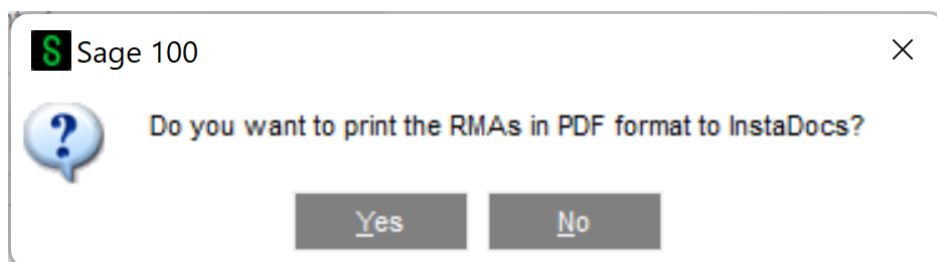 Sage 100
Do you want to print the RMAs in PDF format to InstaDocs?
Yes No